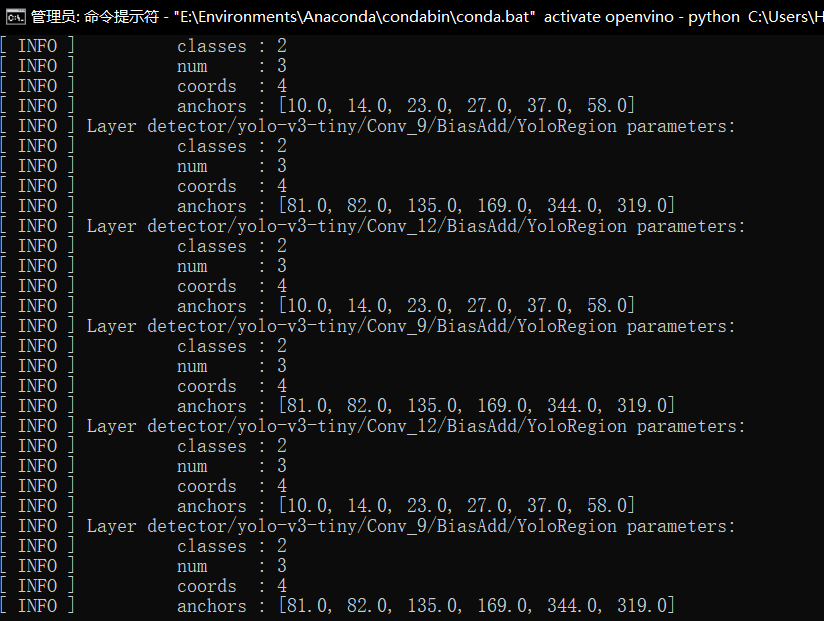 管理员: 命令提示符 - "E:\Environments\Anaconda\condabin\conda.bat"  activate openvino - python  C:\Users\H
[ INFO ]          classes : 2
[ INFO ]          num     : 3
[ INFO ]          coords  : 4
[ INFO ]          anchors : [10.0, 14.0, 23.0, 27.0, 37.0, 58.0]
[ INFO ] Layer detector/yolo-v3-tiny/Conv_9/BiasAdd/YoloRegion parameters:
[ INFO ]          classes : 2
[ INFO ]          num     : 3
[ INFO ]          coords  : 4
[ INFO ]          anchors : [81.0, 82.0, 135.0, 169.0, 344.0, 319.0]
[ INFO ] Layer detector/yolo-v3-tiny/Conv_12/BiasAdd/YoloRegion parameters:
[ INFO ]          classes : 2
[ INFO ]          num     : 3
[ INFO ]          coords  : 4
[ INFO ]          anchors : [10.0, 14.0, 23.0, 27.0, 37.0, 58.0]
[ INFO ] Layer detector/yolo-v3-tiny/Conv_9/BiasAdd/YoloRegion parameters:
[ INFO ]          classes : 2
[ INFO ]          num     : 3
[ INFO ]          coords  : 4
[ INFO ]          anchors : [81.0, 82.0, 135.0, 169.0, 344.0, 319.0]
[ INFO ] Layer detector/yolo-v3-tiny/Conv_12/BiasAdd/YoloRegion parameters:
[ INFO ]          classes : 2
[ INFO ]          num     : 3
[ INFO ]          coords  : 4
[ INFO ]          anchors : [10.0, 14.0, 23.0, 27.0, 37.0, 58.0]
[ INFO ] Layer detector/yolo-v3-tiny/Conv_9/BiasAdd/YoloRegion parameters:
[ INFO ]          classes : 2
[ INFO ]          num     : 3
[ INFO ]          coords  : 4
[ INFO ]          anchors : [81.0, 82.0, 135.0, 169.0, 344.0, 319.0]